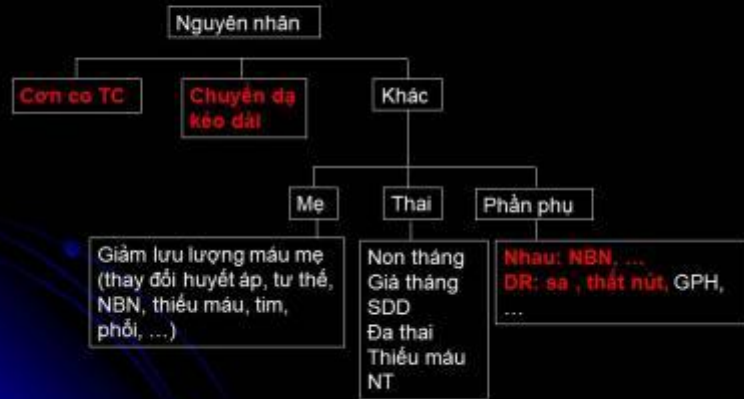 Nguyên nhân
Cơn co TC
Chuyển dạ
kéo dài
Khác
Mẹ
Thai
Phần phụ
Giảm lưu lượng máu mẹ
(thay đổi huyết áp, tư thế,
NBN, thiếu máu, tim,
phổi, ...)
Non tháng
Già tháng
SDD
Đa thai
Thiếu máu
NT
Nhau: NBN, ...
DR: sa , thắt nút, GPH,
...